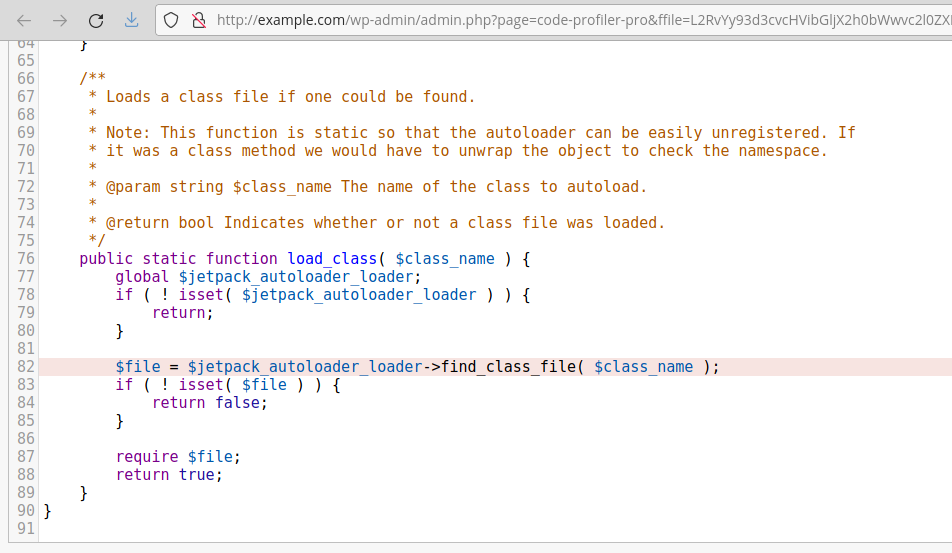 http://example.com/wp-admin/admin.php?page=code-profiler-pro&ffile=L2RvYy93d3cvcHVibGljX2h0bWwvc2l0ZX
64 }
65
66 /**
67 * Loads a class file if one could be found.
68 *
69 * Note: This function is static so that the autoloader can be easily unregistered. If
70 * it was a class method we would have to unwrap the object to check the namespace.
71 *
72 * @param string $class_name The name of the class to autoload.
73 *
74 * @return bool Indicates whether or not a class file was loaded.
75 */
76 public static function load_class( $class_name ) {
77 global $jetpack_autoloader_loader;
78 if ( ! isset( $jetpack_autoloader_loader ) ) {
79 return;
80 }
81
82 $file = $jetpack_autoloader_loader->find_class_file( $class_name );
83 if ( ! isset( $file ) ) {
84 return false;
85 }
86
87 require $file;
88 return true;
89 }
90 }
91